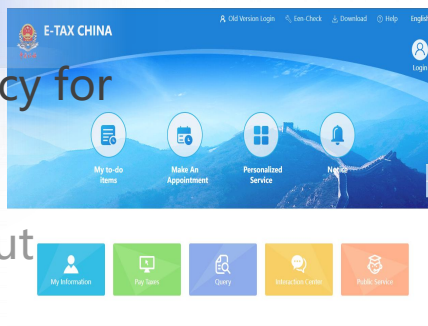 Old Version Login Een-Check Download Help English
E-TAX CHINA
Login
cy for
My to-do
items
Make An
Appointment
Personalized
Service
Notice
ut
My Information
Pay Taxes
Query
Interaction Center
Public Service